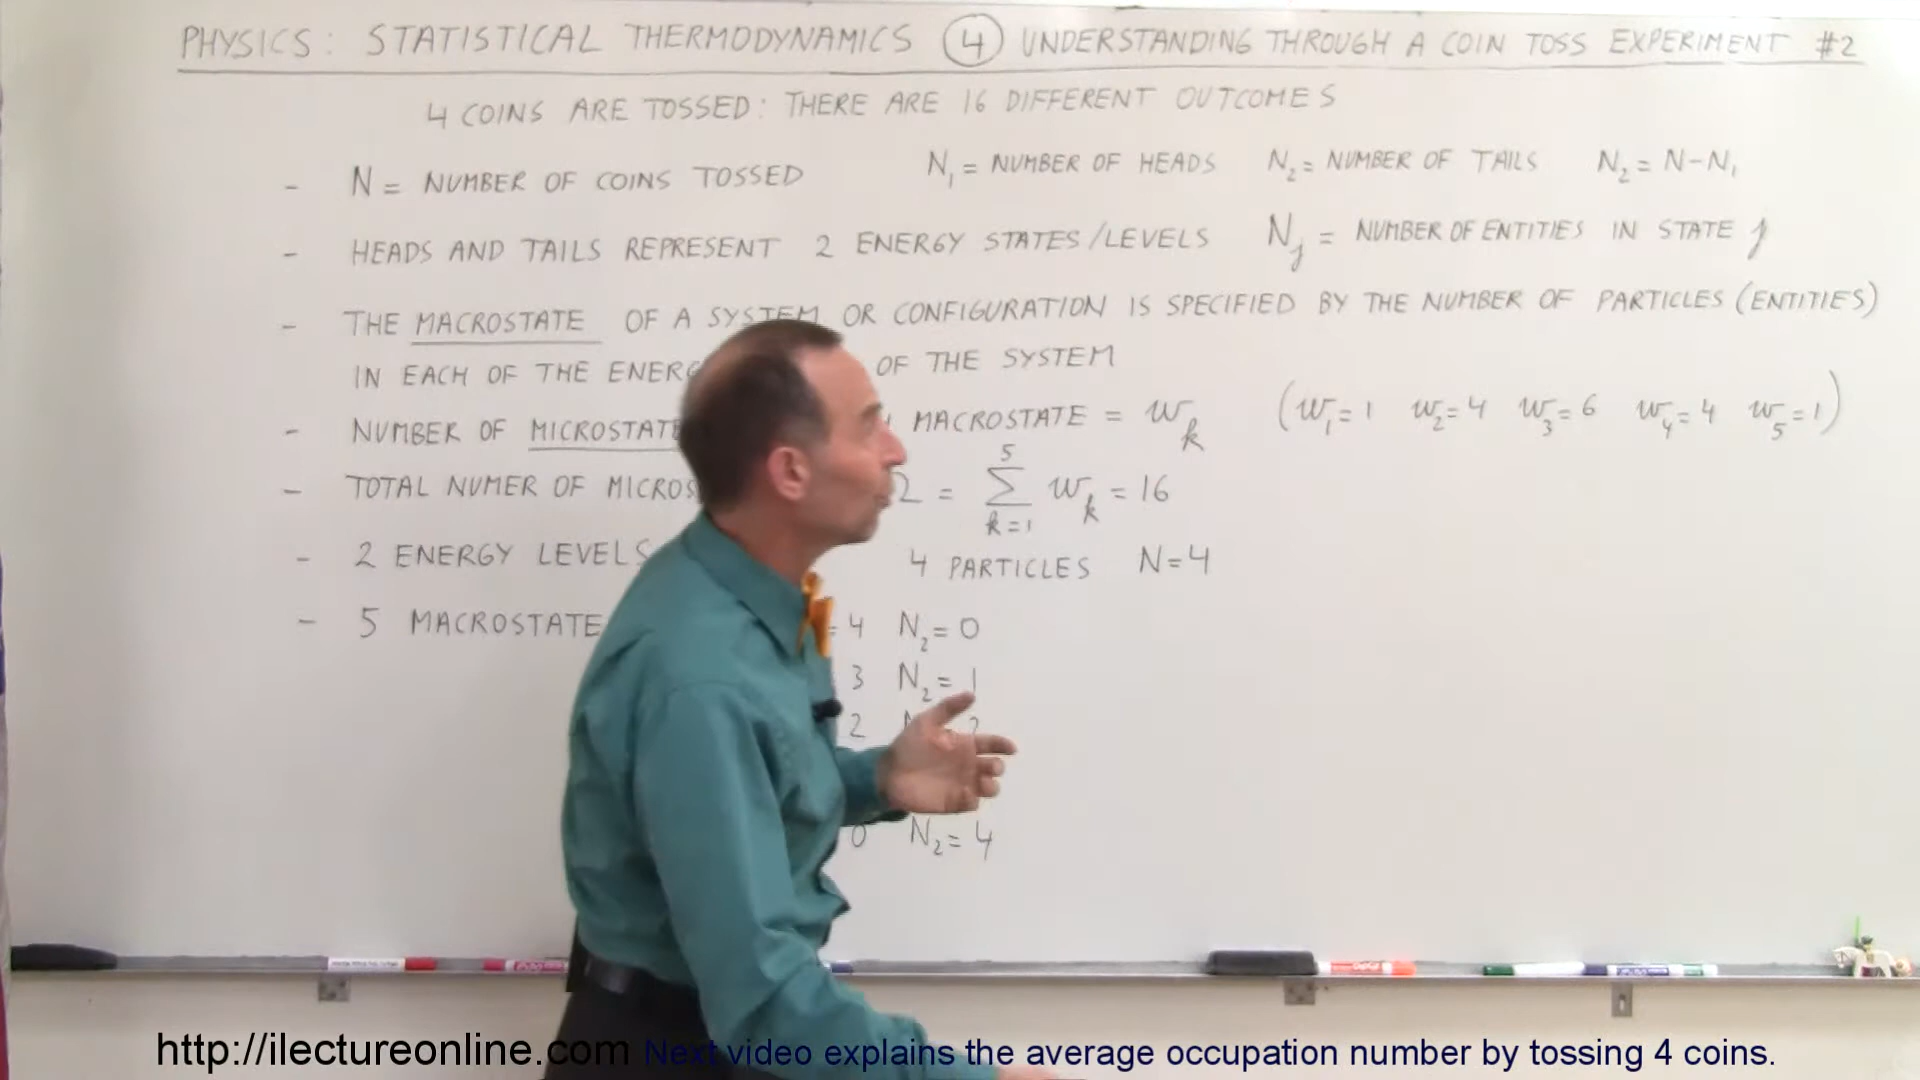 PHYSICS: STATISTICAL THERMODYNAMICS ④ UNDERSTANDING THROUGH A COIN TOSS EXPERIMENT #2
4 COINS ARE TOSSED: THERE ARE 16 DIFFERENT OUTCOMES
- N = NUMBER OF COINS TOSSED N₁ = NUMBER OF HEADS N₂ = NUMBER OF TAILS N₂ = N-N₁
- HEADS AND TAILS REPRESENT 2 ENERGY STATES/LEVELS Nⱼ = NUMBER OF ENTITIES IN STATE j
- THE MACROSTATE OF A SYSTEM OR CONFIGURATION IS SPECIFIED BY THE NUMBER OF PARTICLES (ENTITIES)
IN EACH OF THE OF THE SYSTEM
- NUMBER OF MACROSTATE = wₖ (w₁=1 w₂=4 w₃=6 w₄=4 w₅=1)
- TOTAL NUMER OF = 5 Σ k=1 wₖ = 16
- 2 ENERGY LEVELS 4 PARTICLES N=4
- 5 MACROSTATE = 4 N₂ = 0
3 N₂ = 1
2
0 N₂ = 4
http://ilectureonline.com Next video explains the average occupation number by tossing 4 coins.